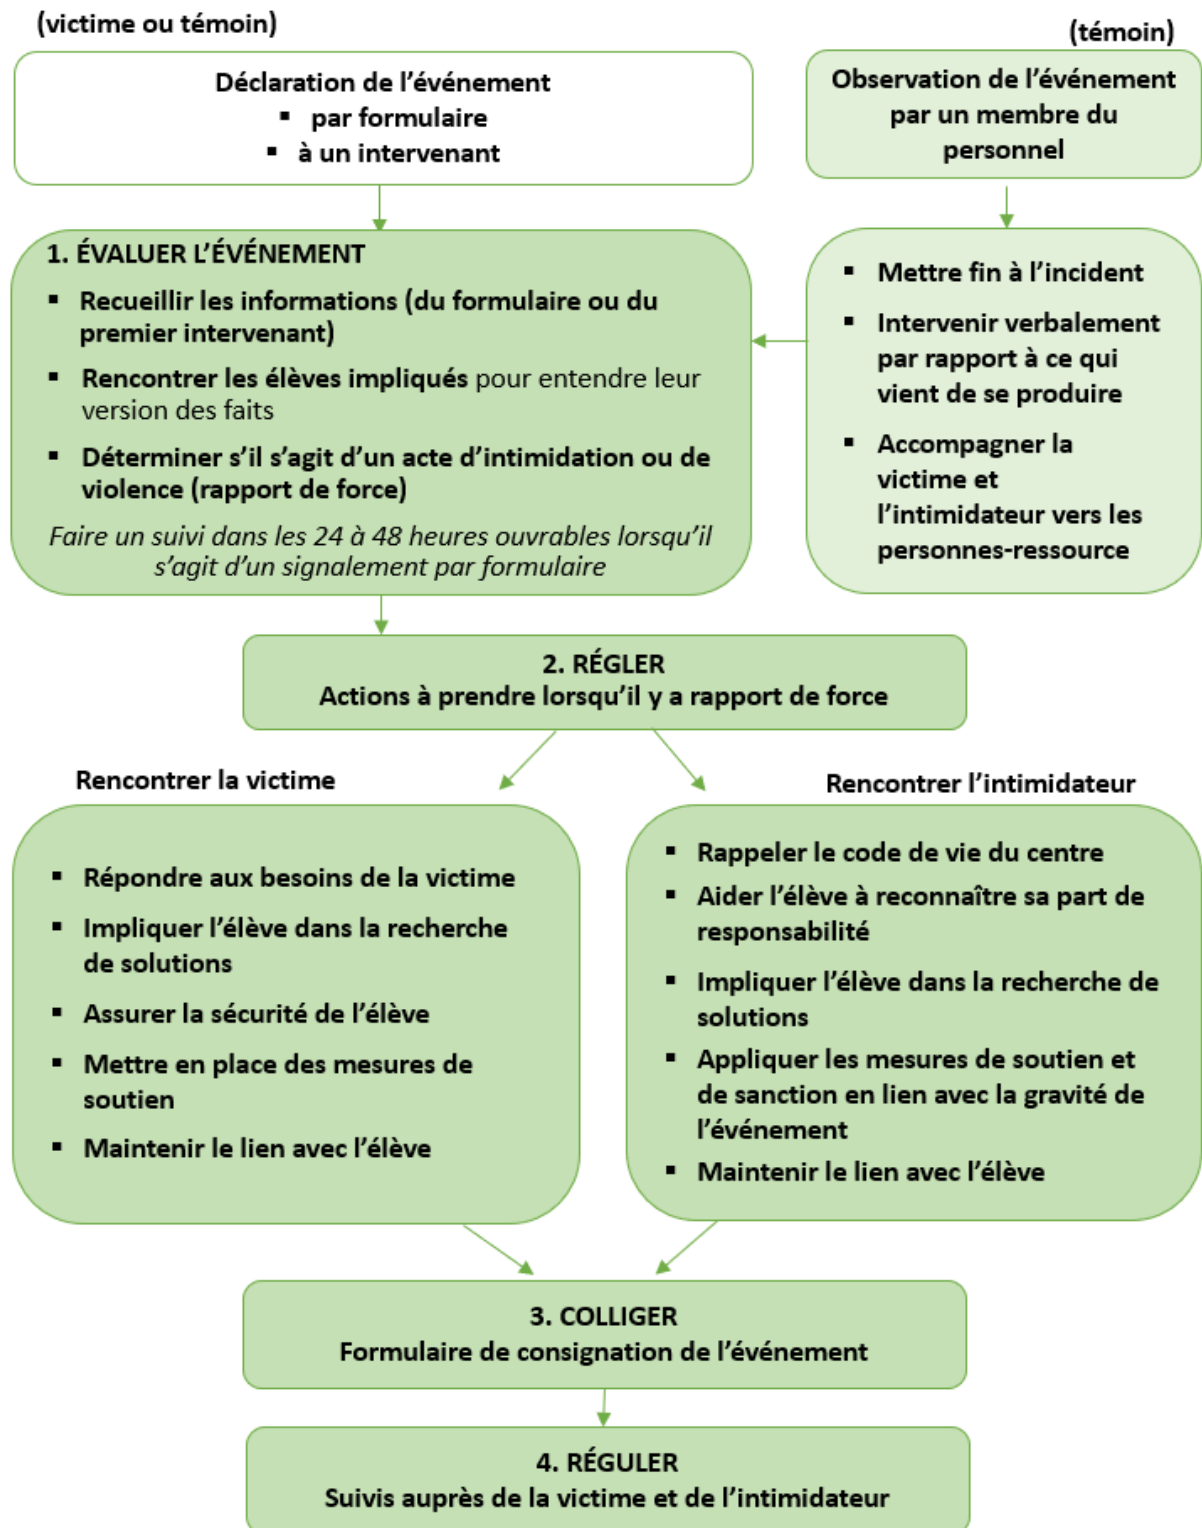 (victime ou témoin)
Déclaration de l’événement
▪ par formulaire
▪ à un intervenant
(témoin)
Observation de l’événement
par un membre du
personnel
1. ÉVALUER L’ÉVÉNEMENT
▪ Recueillir les informations (du formulaire ou du
premier intervenant)
▪ Rencontrer les élèves impliqués pour entendre leur
version des faits
▪ Déterminer s’il s’agit d’un acte d’intimidation ou de
violence (rapport de force)
Faire un suivi dans les 24 à 48 heures ouvrables lorsqu’il
s’agit d’un signalement par formulaire
▪ Mettre fin à l’incident
▪ Intervenir verbalement
par rapport à ce qui
vient de se produire
▪ Accompagner la
victime et
l’intimidateur vers les
personnes-ressource
2. RÉGLER
Actions à prendre lorsqu’il y a rapport de force
Rencontrer la victime
▪ Répondre aux besoins de la victime
▪ Impliquer l’élève dans la recherche
de solutions
▪ Assurer la sécurité de l’élève
▪ Mettre en place des mesures de
soutien
▪ Maintenir le lien avec l’élève
Rencontrer l’intimidateur
▪ Rappeler le code de vie du centre
▪ Aider l’élève à reconnaître sa part de
responsabilité
▪ Impliquer l’élève dans la recherche de
solutions
▪ Appliquer les mesures de soutien et
de sanction en lien avec la gravité de
l’événement
▪ Maintenir le lien avec l’élève
3. COLLIGER
Formulaire de consignation de l’événement
4. RÉGULER
Suivis auprès de la victime et de l’intimidateur